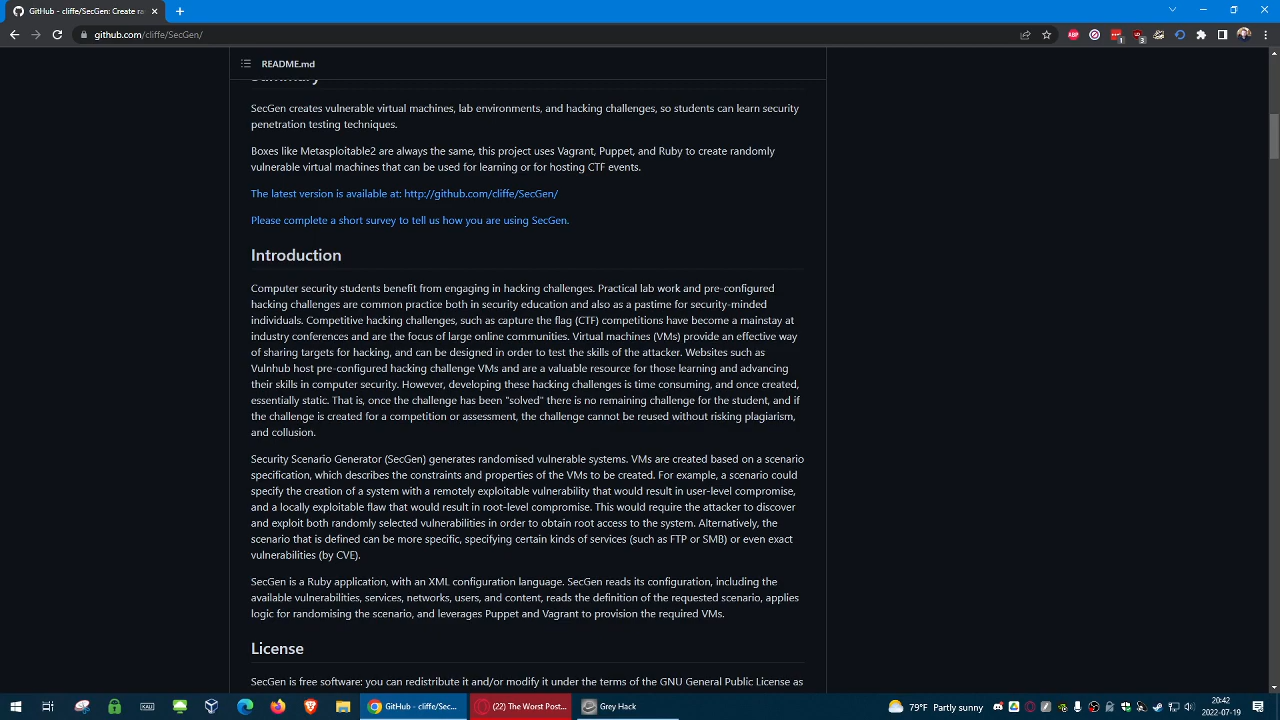 GitHub - cliffe/SecGen: Create ra
github.com/cliffe/SecGen/
ABP
1
3
README.md
Summary
SecGen creates vulnerable virtual machines, lab environments, and hacking challenges, so students can learn security
penetration testing techniques.
Boxes like Metasploitable2 are always the same, this project uses Vagrant, Puppet, and Ruby to create randomly
vulnerable virtual machines that can be used for learning or for hosting CTF events.
The latest version is available at: http://github.com/cliffe/SecGen/
Please complete a short survey to tell us how you are using SecGen.
Introduction
Computer security students benefit from engaging in hacking challenges. Practical lab work and pre-configured
hacking challenges are common practice both in security education and also as a pastime for security-minded
individuals. Competitive hacking challenges, such as capture the flag (CTF) competitions have become a mainstay at
industry conferences and are the focus of large online communities. Virtual machines (VMs) provide an effective way
of sharing targets for hacking, and can be designed in order to test the skills of the attacker. Websites such as
Vulnhub host pre-configured hacking challenge VMs and are a valuable resource for those learning and advancing
their skills in computer security. However, developing these hacking challenges is time consuming, and once created,
essentially static. That is, once the challenge has been "solved" there is no remaining challenge for the student, and if
the challenge is created for a competition or assessment, the challenge cannot be reused without risking plagiarism,
and collusion.
Security Scenario Generator (SecGen) generates randomised vulnerable systems. VMs are created based on a scenario
specification, which describes the constraints and properties of the VMs to be created. For example, a scenario could
specify the creation of a system with a remotely exploitable vulnerability that would result in user-level compromise,
and a locally exploitable flaw that would result in root-level compromise. This would require the attacker to discover
and exploit both randomly selected vulnerabilities in order to obtain root access to the system. Alternatively, the
scenario that is defined can be more specific, specifying certain kinds of services (such as FTP or SMB) or even exact
vulnerabilities (by CVE).
SecGen is a Ruby application, with an XML configuration language. SecGen reads its configuration, including the
available vulnerabilities, services, networks, users, and content, reads the definition of the requested scenario, applies
logic for randomising the scenario, and leverages Puppet and Vagrant to provision the required VMs.
License
SecGen is free software: you can redistribute it and/or modify it under the terms of the GNU General Public License as
KALI
GitHub - cliffe/Sec...
(22) The Worst Post...
Grey Hack
79°F Partly sunny
20:42
2022-07-19